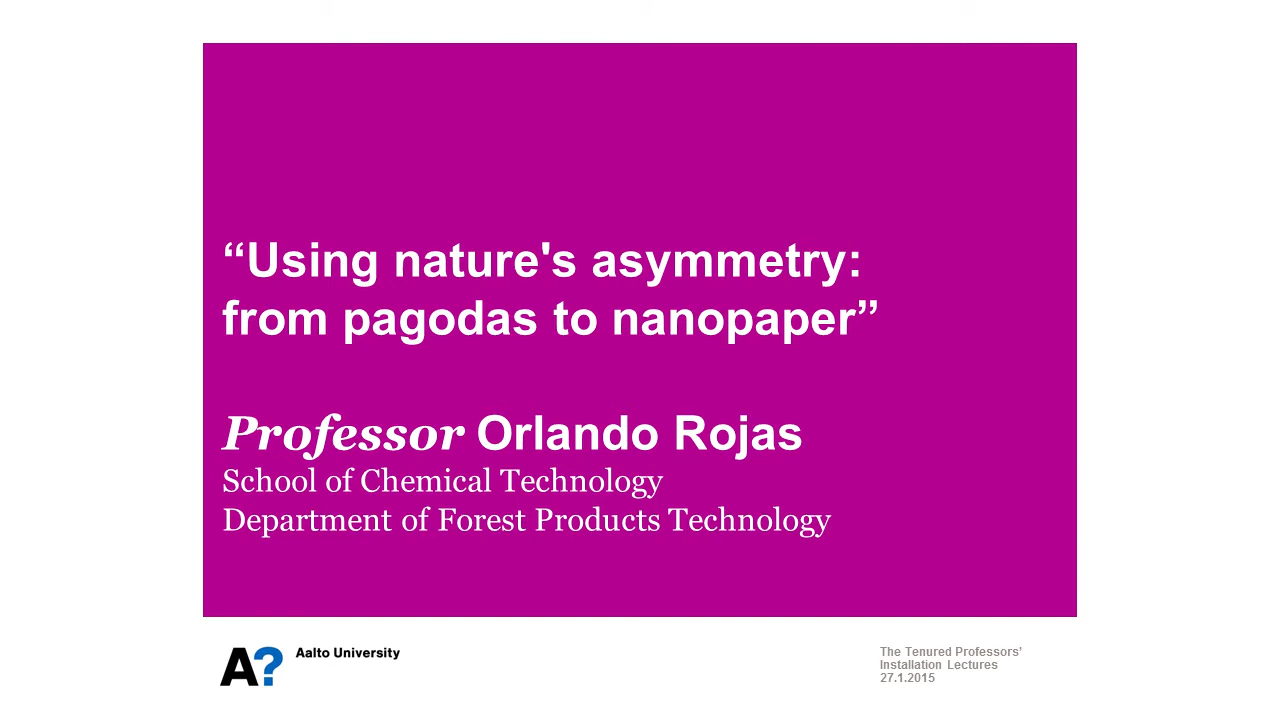 “Using nature's asymmetry:
from pagodas to nanopaper”
Professor Orlando Rojas
School of Chemical Technology
Department of Forest Products Technology
A? Aalto University
The Tenured Professors’
Installation Lectures
27.1.2015